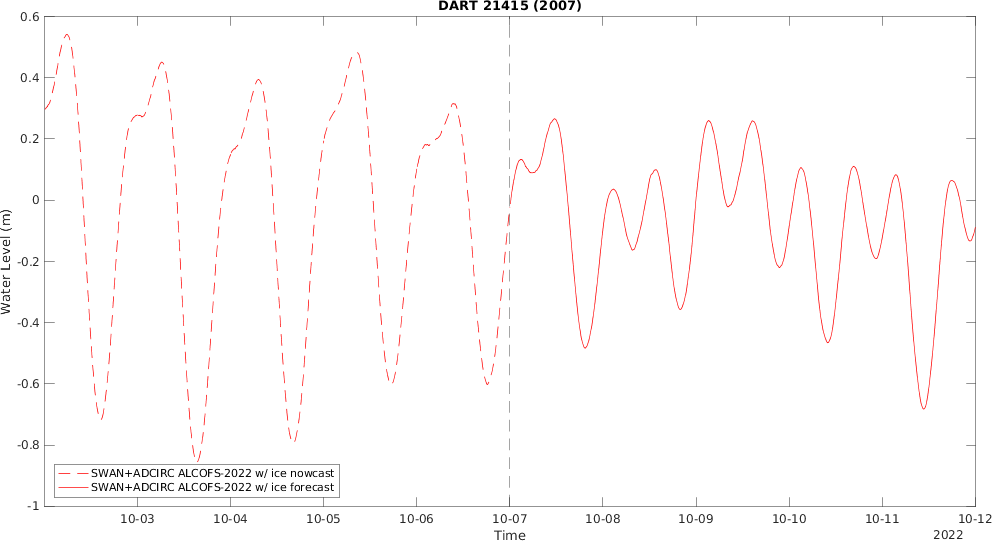 DART 21415 (2007)
0.6
0.4
0.2
0
-0.2
-0.4
-0.6
-0.8
-1
Water Level (m)
SWAN+ADCIRC ALCOFS-2022 w/ ice nowcast
SWAN+ADCIRC ALCOFS-2022 w/ ice forecast
10-03 10-04 10-05 10-06 10-07 10-08 10-09 10-10 10-11 10-12
Time
2022